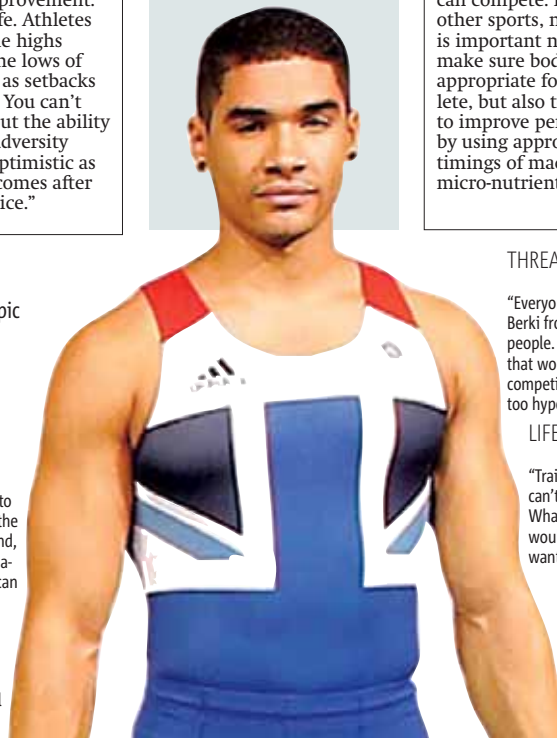 provement.
fe. Athletes
e highs
he lows of
as setbacks
You can't
ut the ability
dversity
ptimistic as
comes after
ice.”
can compete.
other sports, n
is important n
make sure bod
appropriate fo
lete, but also t
to improve per
by using appro
timings of mac
micro-nutrient
pic
to
the
nd,
a-
can
THREA
“Everyo
Berki fro
people.
that wo
competi
too hype
LIFE
“Trai
can't
Wha
wou
want